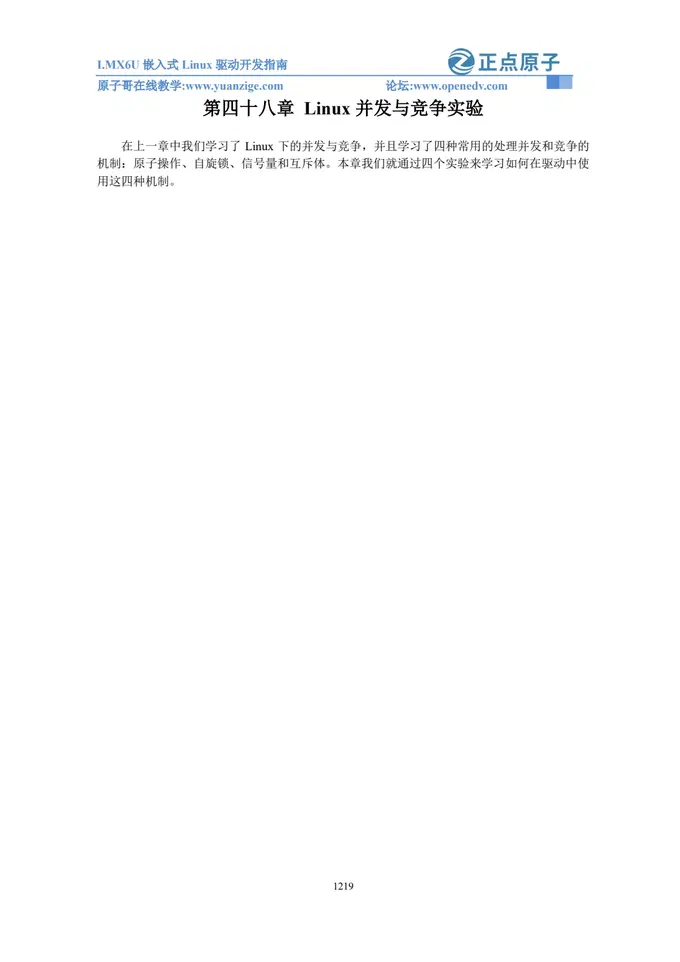 I.MX6U 嵌入式 Linux 驱动开发指南
正点原子
原子哥在线教学:www.yuanzige.com 论坛:www.openedv.com
第四十八章 Linux 并发与竞争实验
在上一章中我们学习了 Linux 下的并发与竞争，并且学习了四种常用的处理并发和竞争的
机制：原子操作、自旋锁、信号量和互斥体。本章我们就通过四个实验来学习如何在驱动中使
用这四种机制。
1219